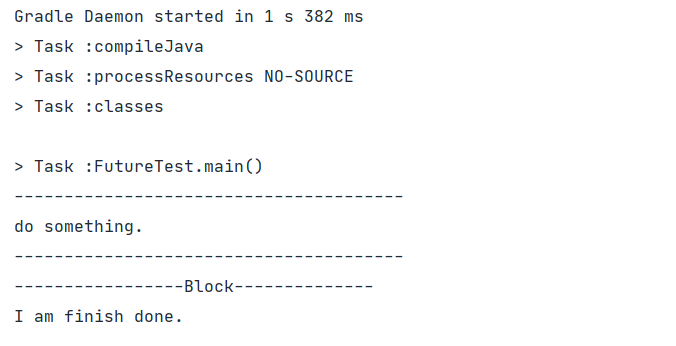 Gradle Daemon started in 1 s 382 ms
> Task :compileJava
> Task :processResources NO-SOURCE
> Task :classes
> Task :FutureTest.main()
---------------------------------------
do something.
---------------------------------------
-----------------Block--------------
I am finish done.